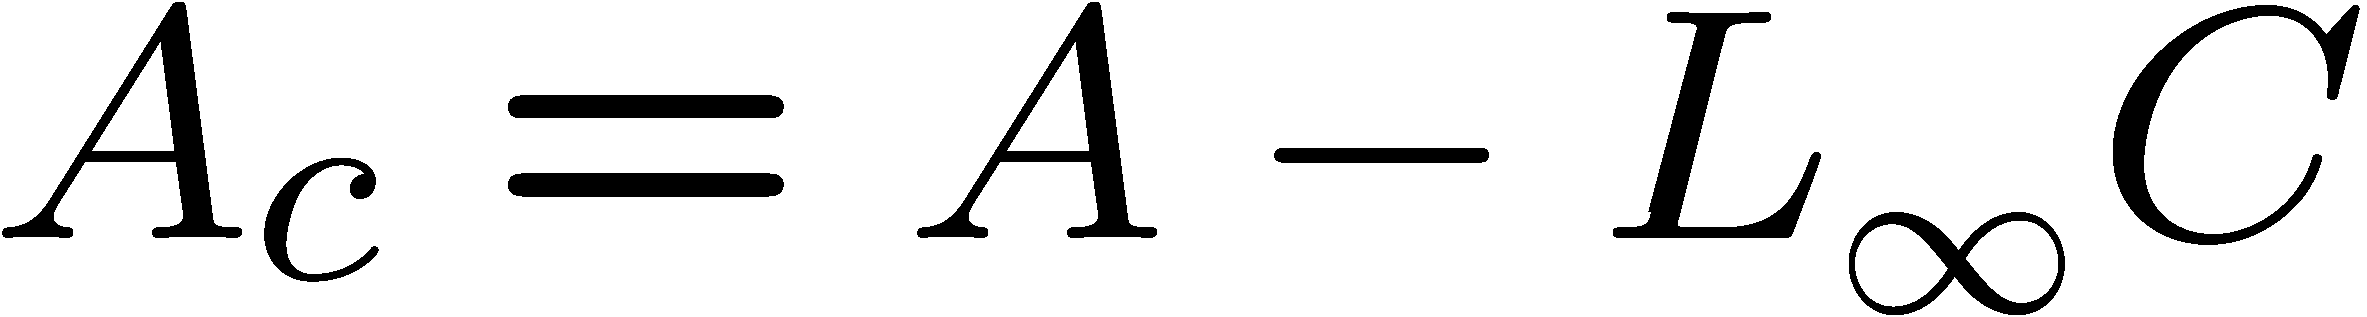 A_c = A − L_∞ C